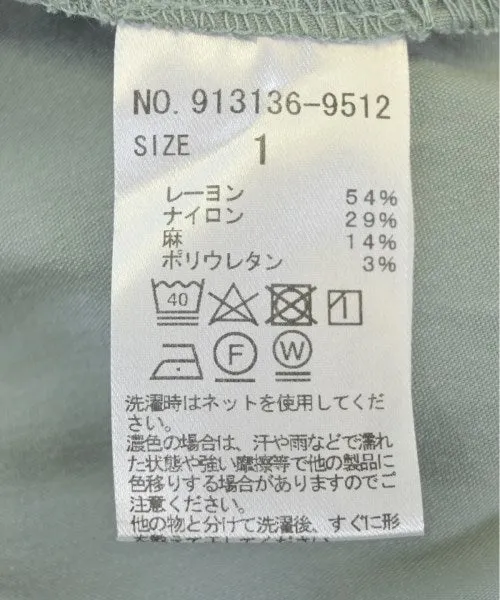 NO. 913136-9512
SIZE 1
レーヨン 54%
ナイロン 29%
麻 14%
ポリウレタン 3%
40
F W
洗濯時はネットを使用してくだ
さい。
濃色の場合は、汗や雨などで濡れ
た状態や強い摩擦等で他の製品に
色移りする場合がありますのでご
注意ください。
他の物と分けて洗濯後、すぐに形